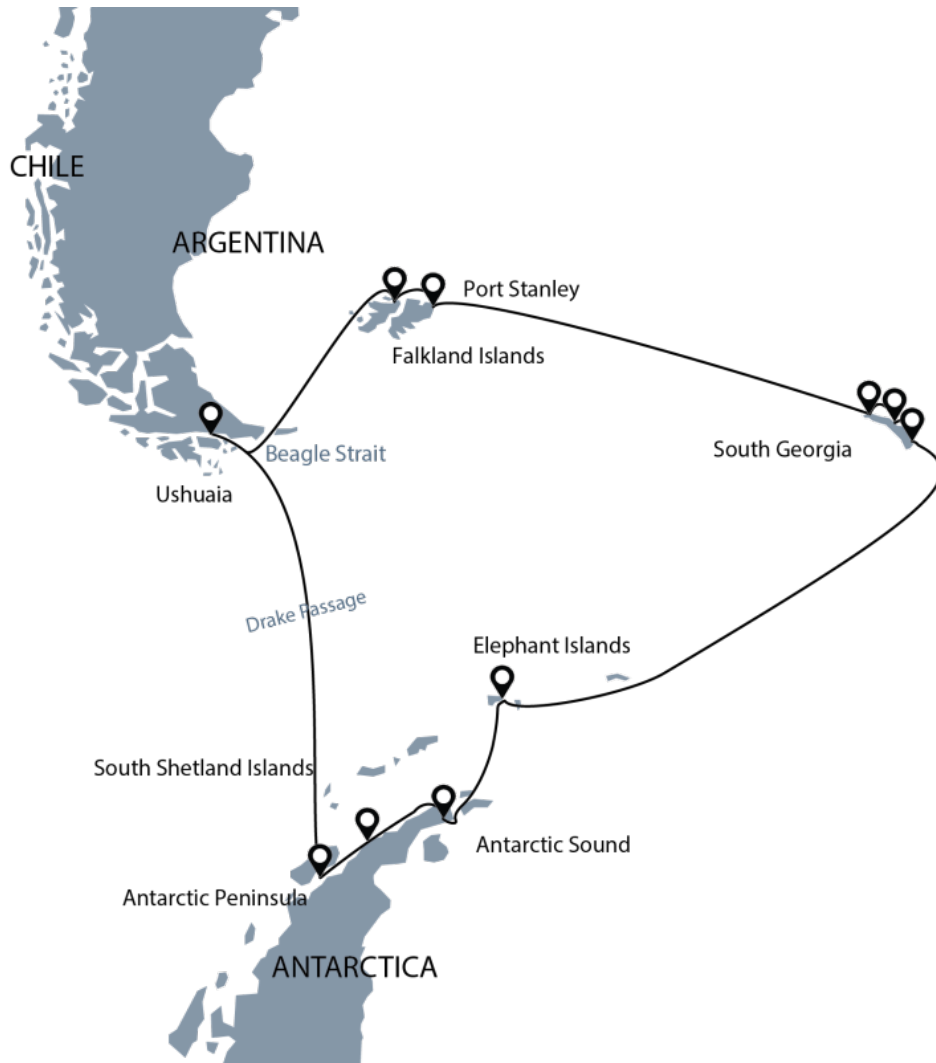 CHILE
ARGENTINA
Port Stanley
Falkland Islands
South Georgia
Beagle Strait
Ushuaia
Drake Passage
Elephant Islands
South Shetland Islands
Antarctic Sound
Antarctic Peninsula
ANTARCTICA